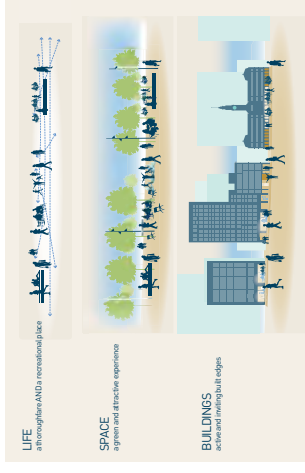 LIFE
a thoroughfare AND a recreational place
SPACE
a green and attractive experience
BUILDINGS
active and inviting built edges